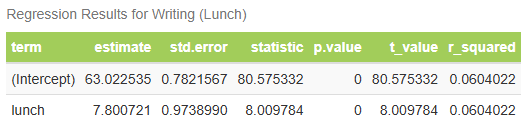 Regression Results for Writing (Lunch)
term estimate std.error statistic p.value t_value r_squared
(Intercept) 63.022535 0.7821567 80.575332 0 80.575332 0.0604022
lunch 7.800721 0.9738990 8.009784 0 8.009784 0.0604022